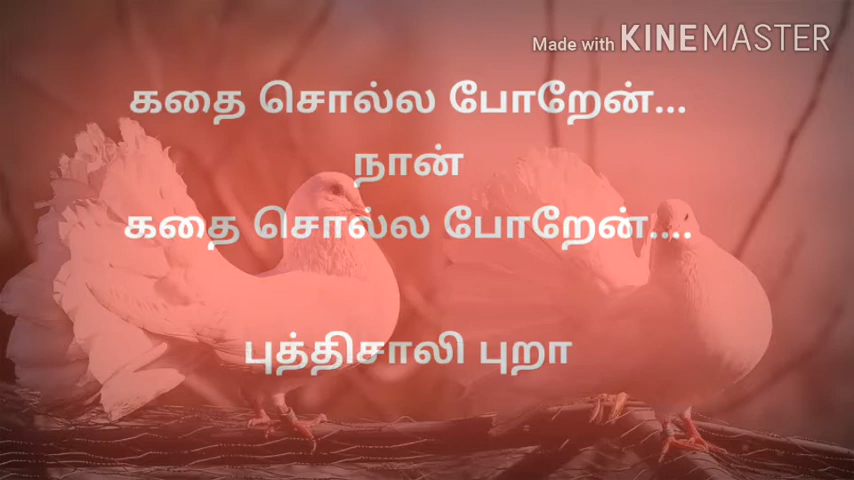 Made with KINEMASTER
கதை சொல்ல போறேன்...
நான்
கதை சொல்ல போறேன்....
புத்திசாலி புறா